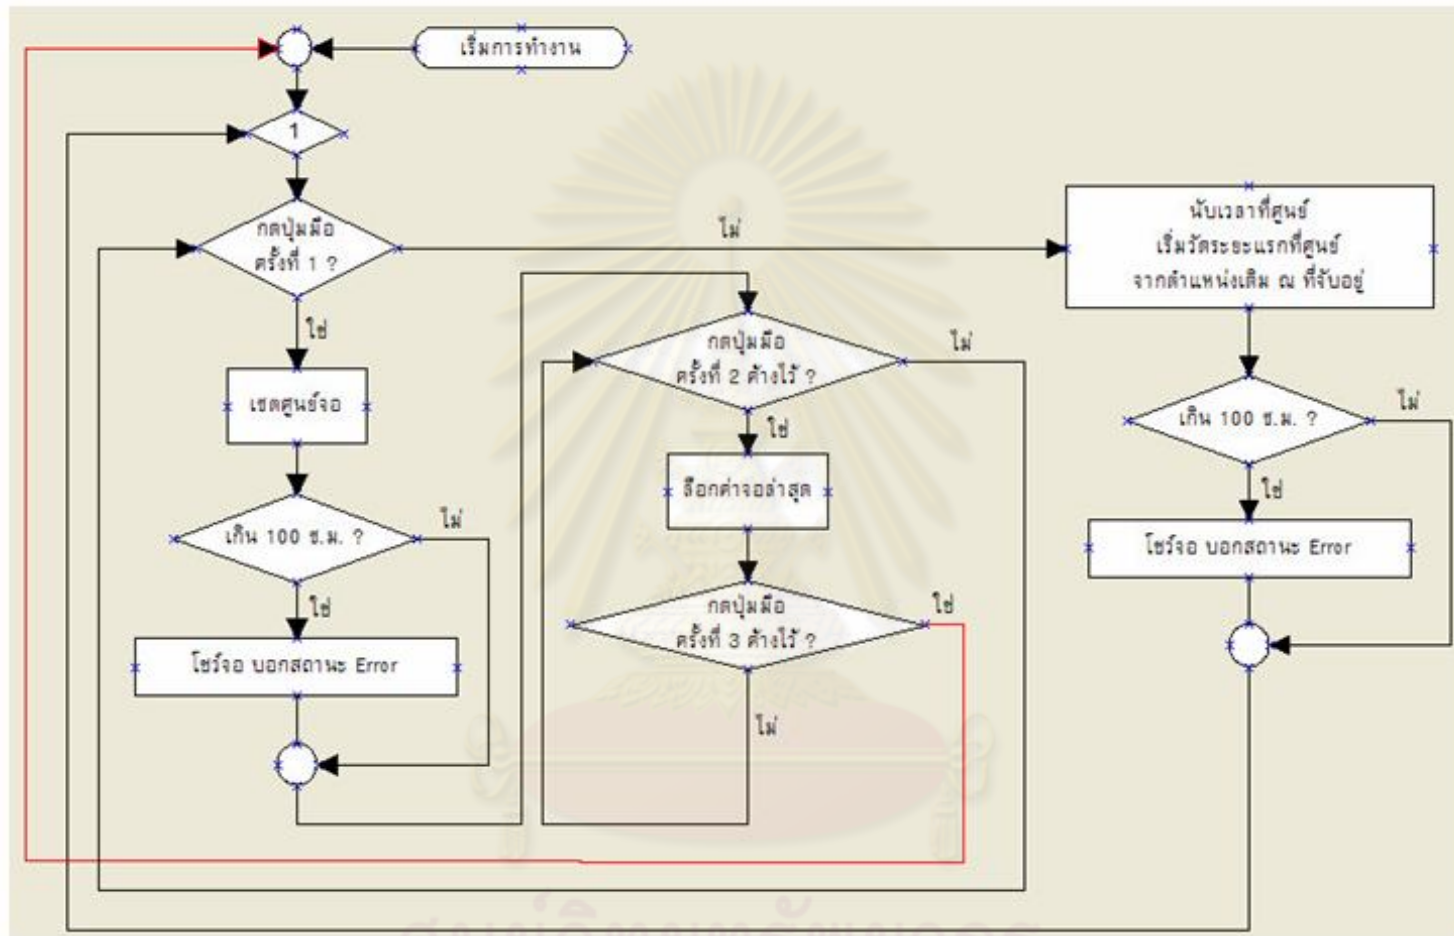 เริ่มการทำงาน
1
กดปุ่มมือ
ครั้งที่ 1 ?
ไม่
นับเวลาที่ศูนย์
เริ่มวัดระยะแรกที่ศูนย์
จากตำแหน่งเดิม ณ ที่จับอยู่
ใช่
เซตศูนย์จอ
เกิน 100 ซ.ม. ?
ไม่
ใช่
โชว์จอ บอกสถานะ Error
กดปุ่มมือ
ครั้งที่ 2 ค้างไว้ ?
ไม่
ใช่
ล๊อกค่าจอล่าสุด
กดปุ่มมือ
ครั้งที่ 3 ค้างไว้ ?
ใช่
ไม่
เกิน 100 ซ.ม. ?
ไม่
ใช่
โชว์จอ บอกสถานะ Error